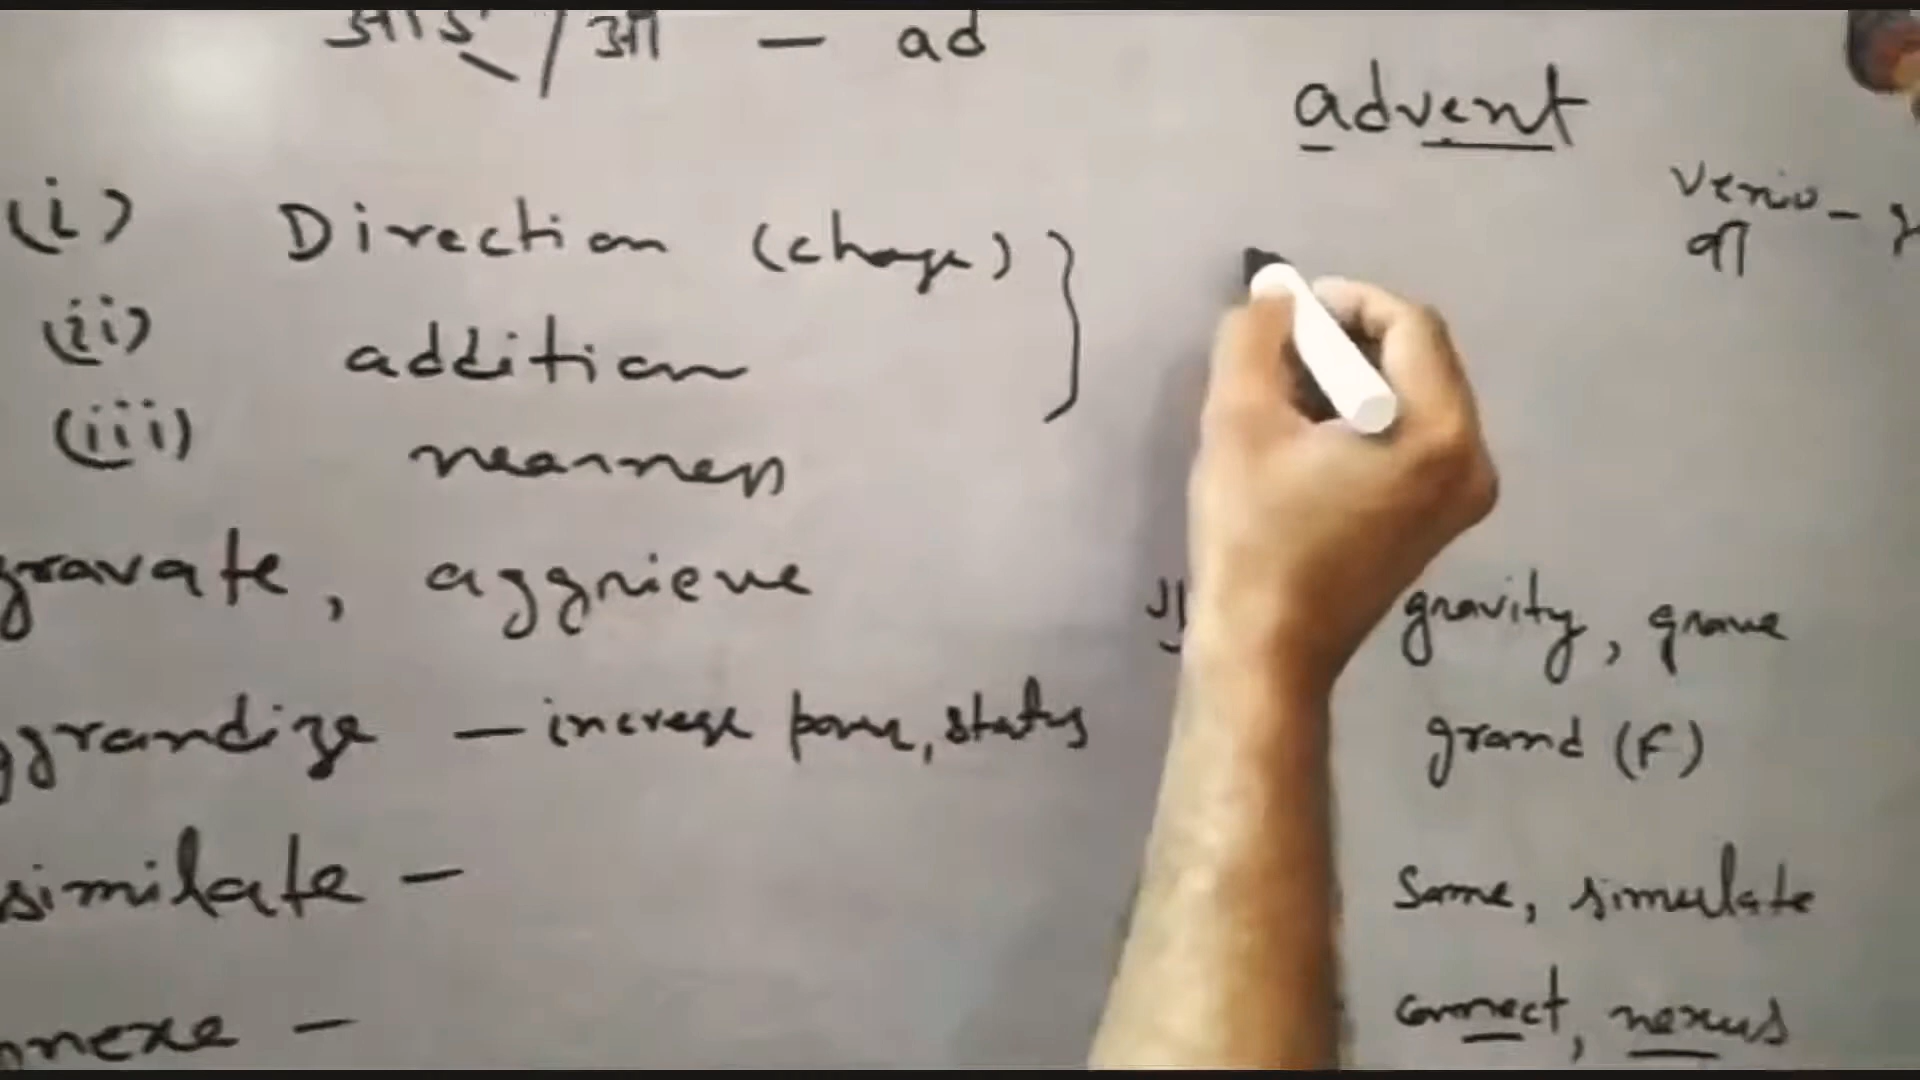 /ओ — ad
advent
venio –
(i) Direction (change)
(ii) addition
(iii) nearness
gravate, aggrieve
gravity, grave
ggrandize — increase power, status
grand (F)
similate –
Same, simulate
nnexe –
connect, nexus